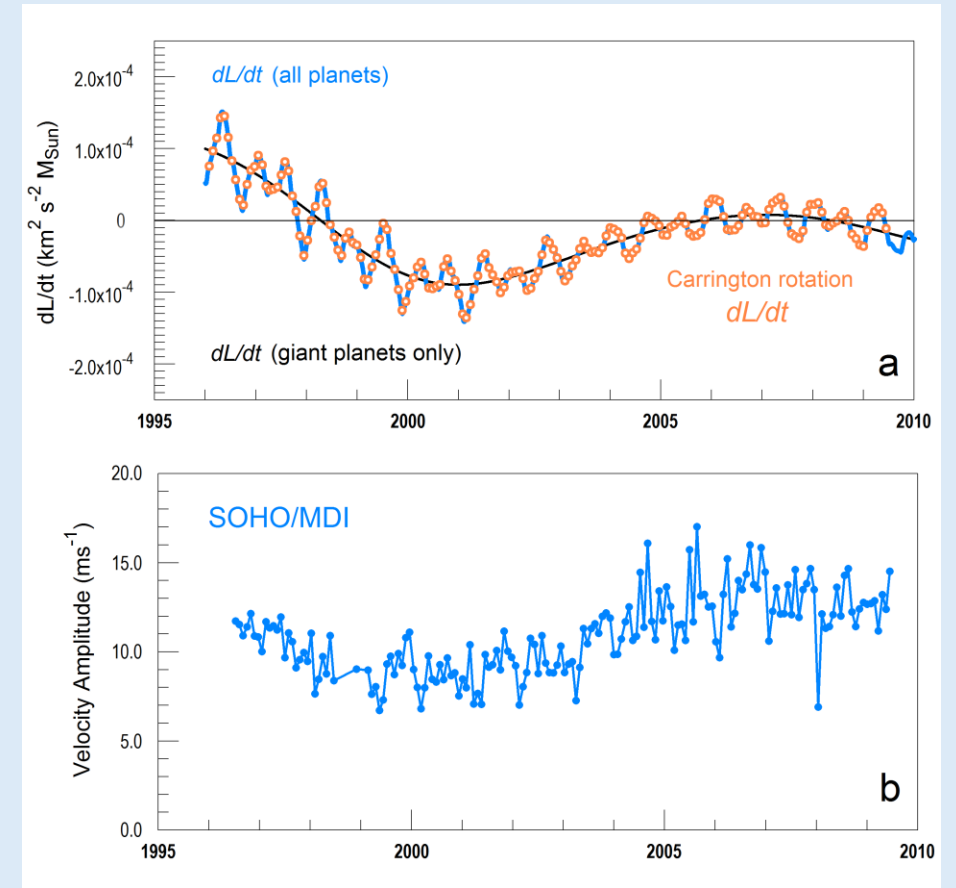 dL/dt (all planets)
2.0x10⁻⁴
1.0x10⁻⁴
0
-1.0x10⁻⁴
-2.0x10⁻⁴
dL/dt (km² s⁻² M_Sun)
Carrington rotation
dL/dt
dL/dt (giant planets only)
a
1995 2000 2005 2010
20.0
SOHO/MDI
15.0
10.0
5.0
0.0
Velocity Amplitude (ms⁻¹)
b
1995 2000 2005 2010